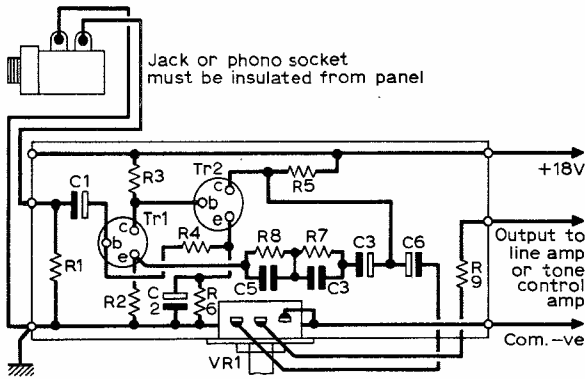 Jack or phono socket
must be insulated from panel
+18V
Tr2
C1
R3
c
R5
b
c
Tr1
e
Output to
line amp
or tone
control
amp
R4
b
R8
R7
C3
C6
R
9
R1
e
R2
C
2
R
6
C5
C3
Com.-ve
VR1